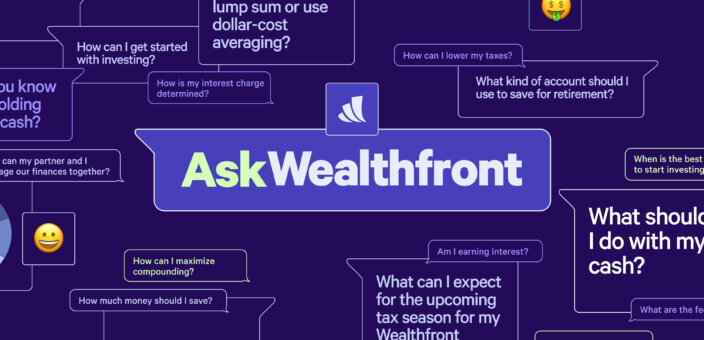 lump sum or use
dollar-cost
averaging?
How can I get started
with investing?
How can I lower my taxes?
What kind of account should I
use to save for retirement?
How is my interest charge
determined?
ou know
olding
cash?
Ask Wealthfront
can my partner and I
age our finances together?
When is the best
to start investing
What should
I do with my
cash?
How can I maximize
compounding?
Am I earning interest?
What can I expect
for the upcoming
tax season for my
Wealthfront
How much money should I save?
What are the fe